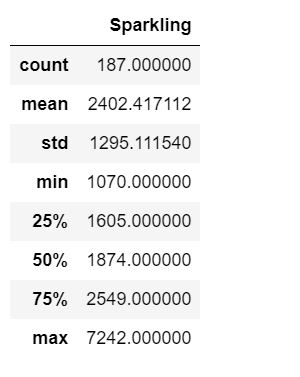 Sparkling
count 187.000000
mean 2402.417112
std 1295.111540
min 1070.000000
25% 1605.000000
50% 1874.000000
75% 2549.000000
max 7242.000000